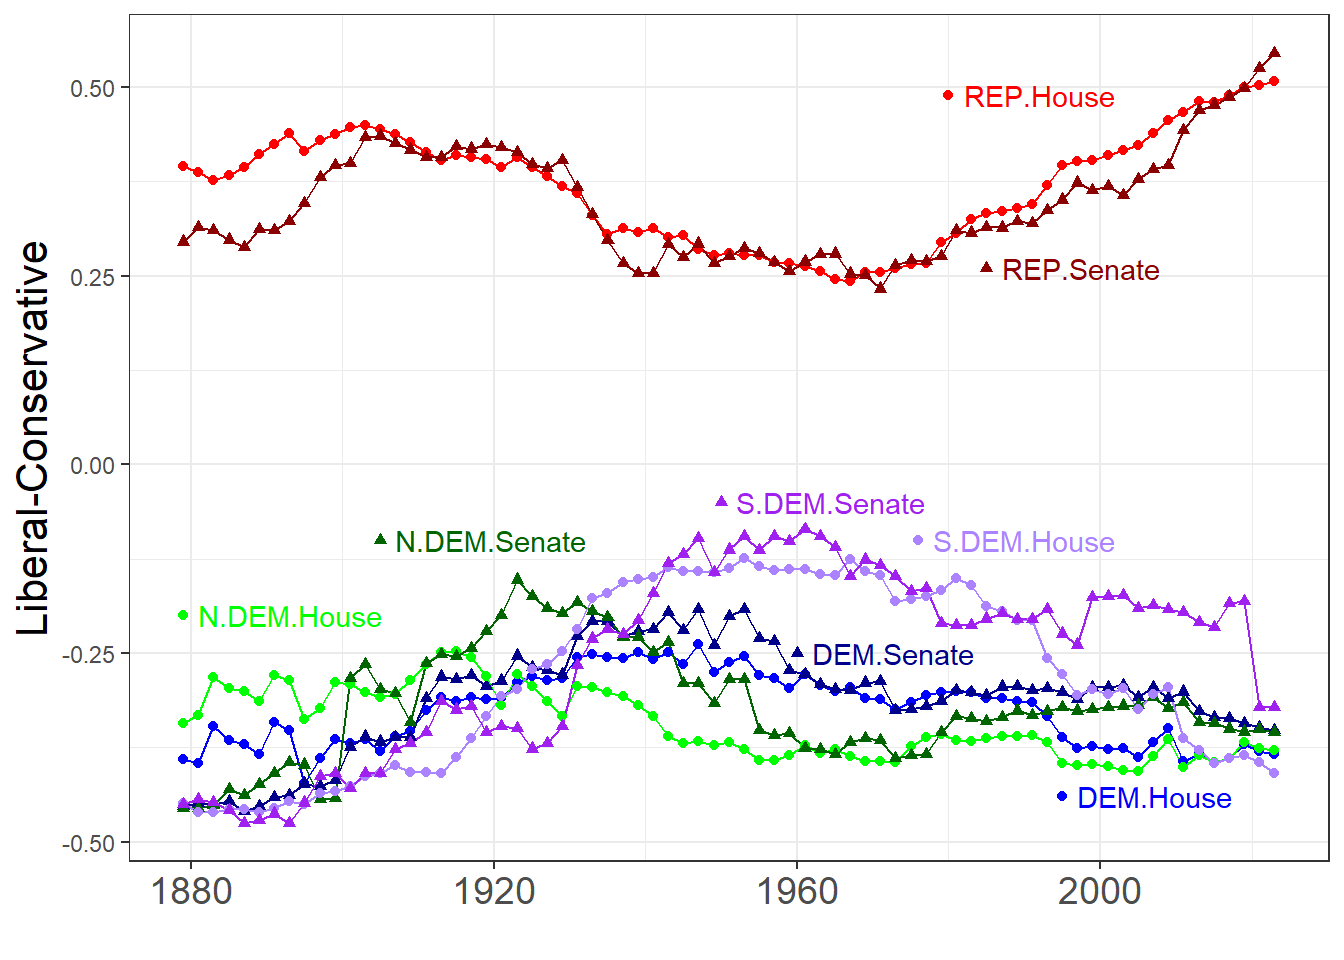 0.50
0.25
0.00
-0.25
-0.50
Liberal-Conservative
REP.House
REP.Senate
S.DEM.Senate
N.DEM.Senate
S.DEM.House
N.DEM.House
DEM.Senate
DEM.House
1880
1920
1960
2000